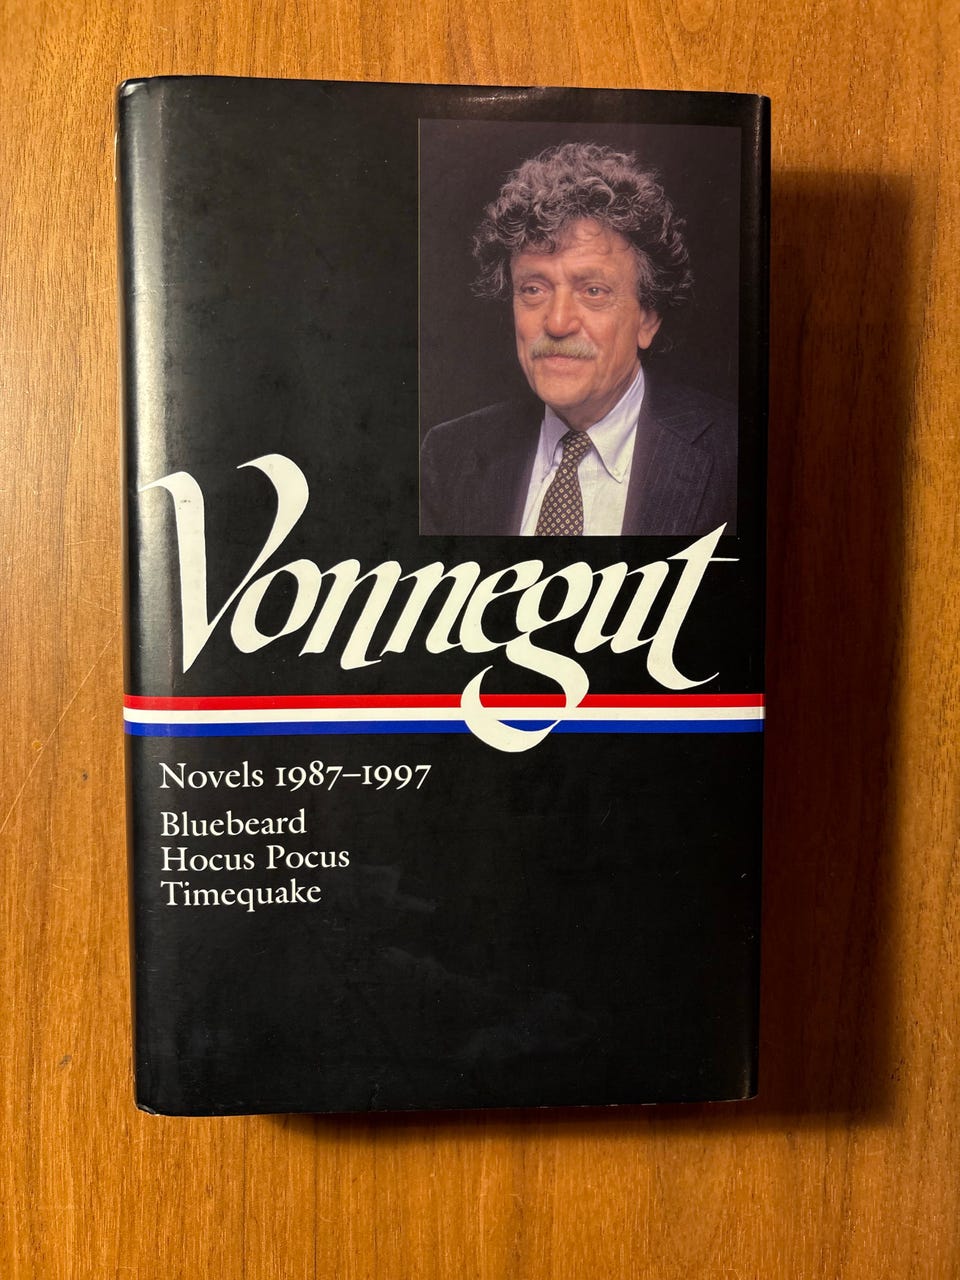 Vonnegut
Novels 1987–1997
Bluebeard
Hocus Pocus
Timequake